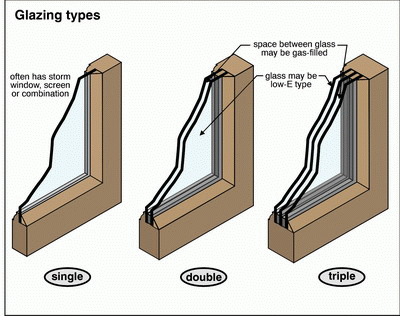 Glazing types
space between glass
may be gas-filled
often has storm
window, screen
or combination
glass may be
low-E type
single
double
triple